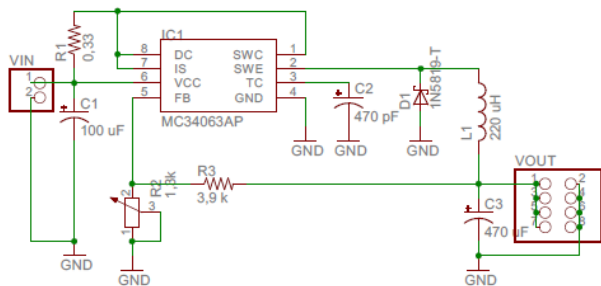 VIN
1
2
R1
0,33
C1
100 uF
GND
IC1
8 DC SWC 1
7 IS SWE 2
6 VCC TC 3
5 FB GND 4
MC34063AP
GND
C2
470 pF
GND
D1
1N5819-T
GND
L1
220 uH
R2
1,8k
2
3
1
GND
R3
3,9 k
C3
470 uF
GND
VOUT
1 2
3 4
5 6
7 8